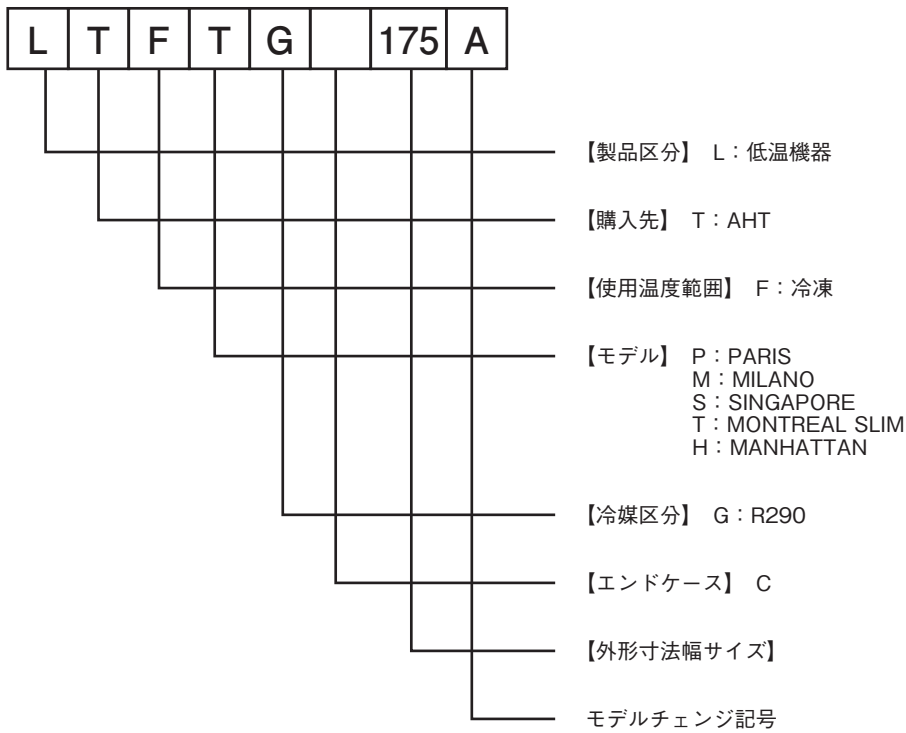 L T F T G 175 A
【製品区分】 L：低温機器
【購入先】 T：AHT
【使用温度範囲】 F：冷凍
【モデル】 P：PARIS
M：MILANO
S：SINGAPORE
T：MONTREAL SLIM
H：MANHATTAN
【冷媒区分】 G：R290
【エンドケース】 C
【外形寸法幅サイズ】
モデルチェンジ記号